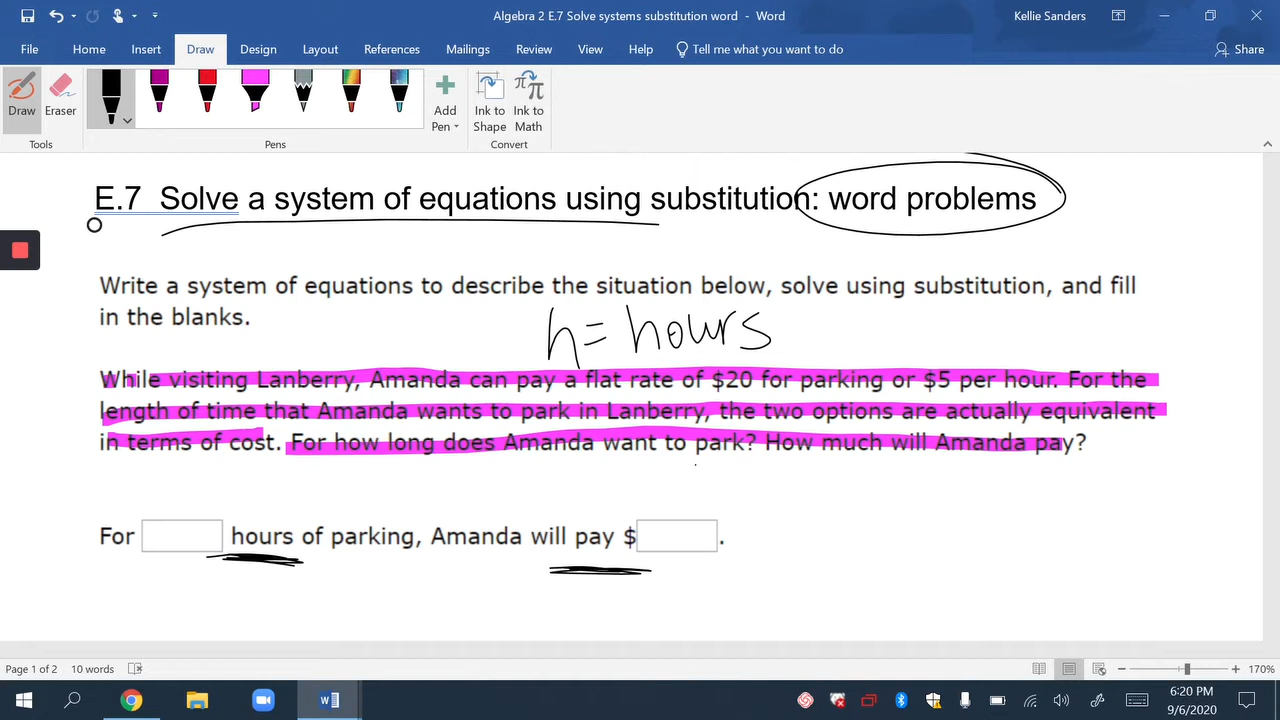 Algebra 2 E.7 Solve systems substitution word - Word
Kellie Sanders
File Home Insert Draw Design Layout References Mailings Review View Help Tell me what you want to do Share
Draw Eraser Add Pen Ink to Shape Ink to Math
Tools Pens Convert
E.7 Solve a system of equations using substitution: word problems
Write a system of equations to describe the situation below, solve using substitution, and fill
in the blanks.
h = hours
While visiting Lanberry, Amanda can pay a flat rate of $20 for parking or $5 per hour. For the
length of time that Amanda wants to park in Lanberry, the two options are actually equivalent
in terms of cost. For how long does Amanda want to park? How much will Amanda pay?
For hours of parking, Amanda will pay $ .
Page 1 of 2 10 words 170%
6:20 PM
9/6/2020